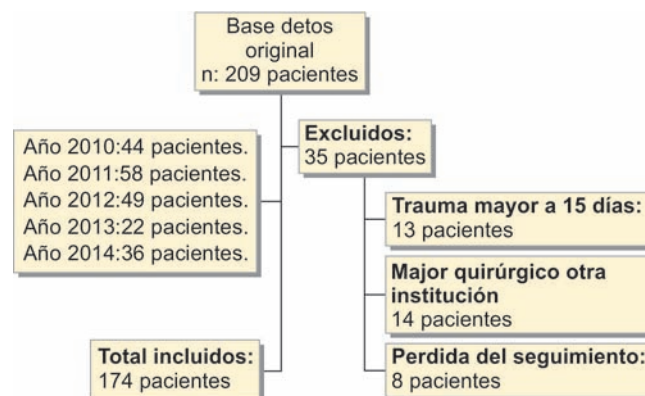 Base detos
original
n: 209 pacientes
Excluidos:
35 pacientes
Año 2010:44 pacientes.
Año 2011:58 pacientes.
Año 2012:49 pacientes.
Año 2013:22 pacientes.
Año 2014:36 pacientes.
Trauma mayor a 15 días:
13 pacientes
Major quirúrgico otra
institución
14 pacientes
Total incluidos:
174 pacientes
Perdida del seguimiento:
8 pacientes